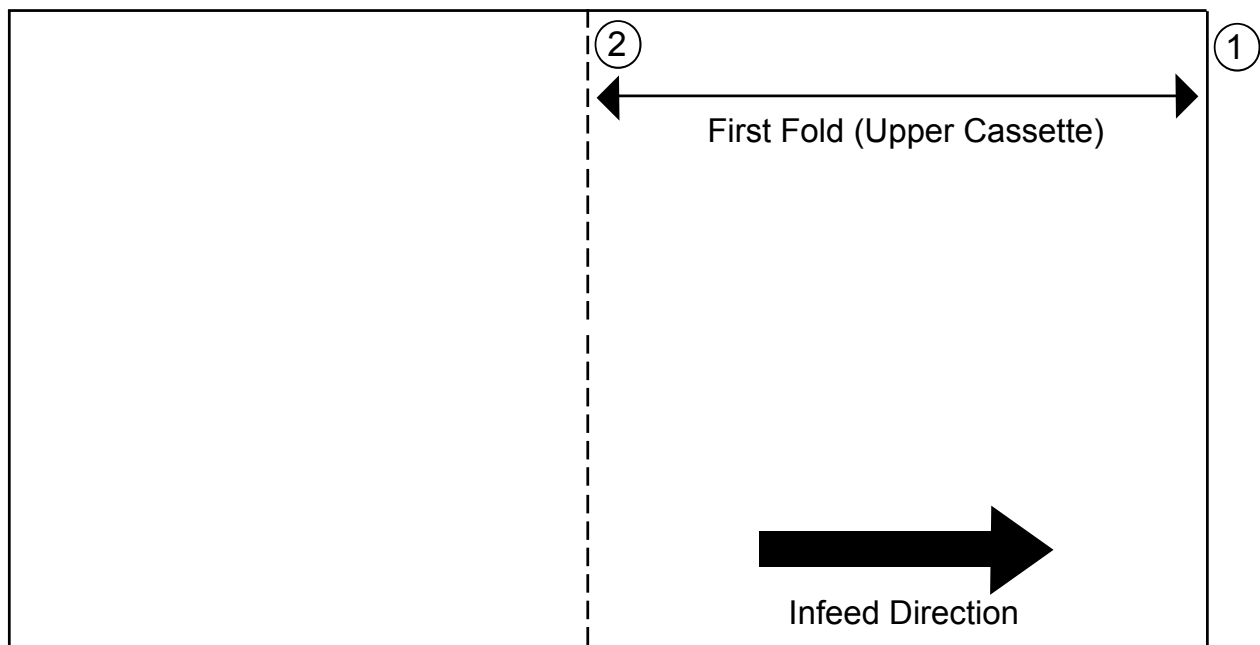 ②
①
First Fold (Upper Cassette)
Infeed Direction